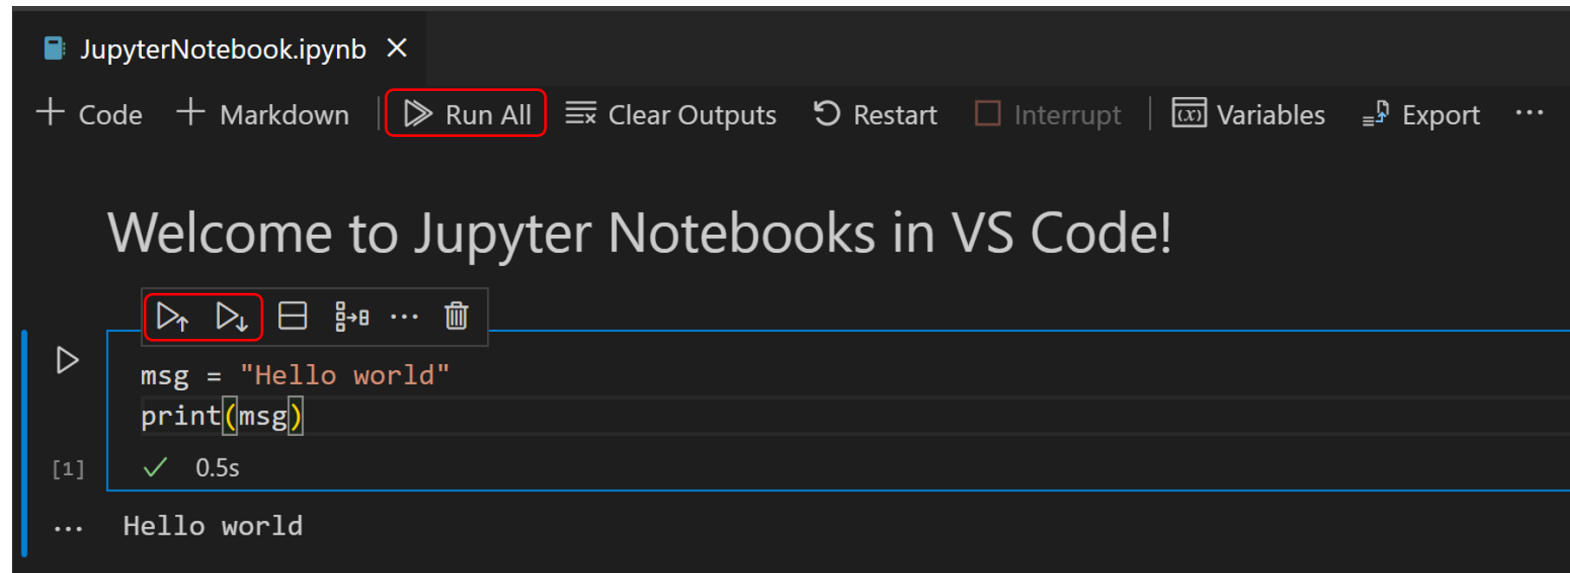 JupyterNotebook.ipynb
Code Markdown Run All Clear Outputs Restart Interrupt Variables Export ...
Welcome to Jupyter Notebooks in VS Code!
msg = "Hello world"
print(msg)
[1] 0.5s
Hello world